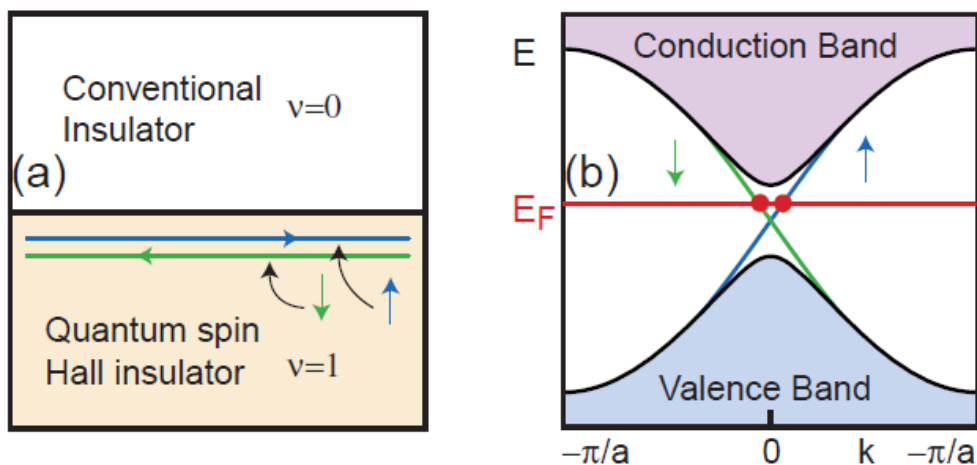 Conventional
Insulator
ν=0
(a)
Quantum spin
Hall insulator
ν=1
E
Conduction Band
(b)
E_F
Valence Band
−π/a 0 k −π/a